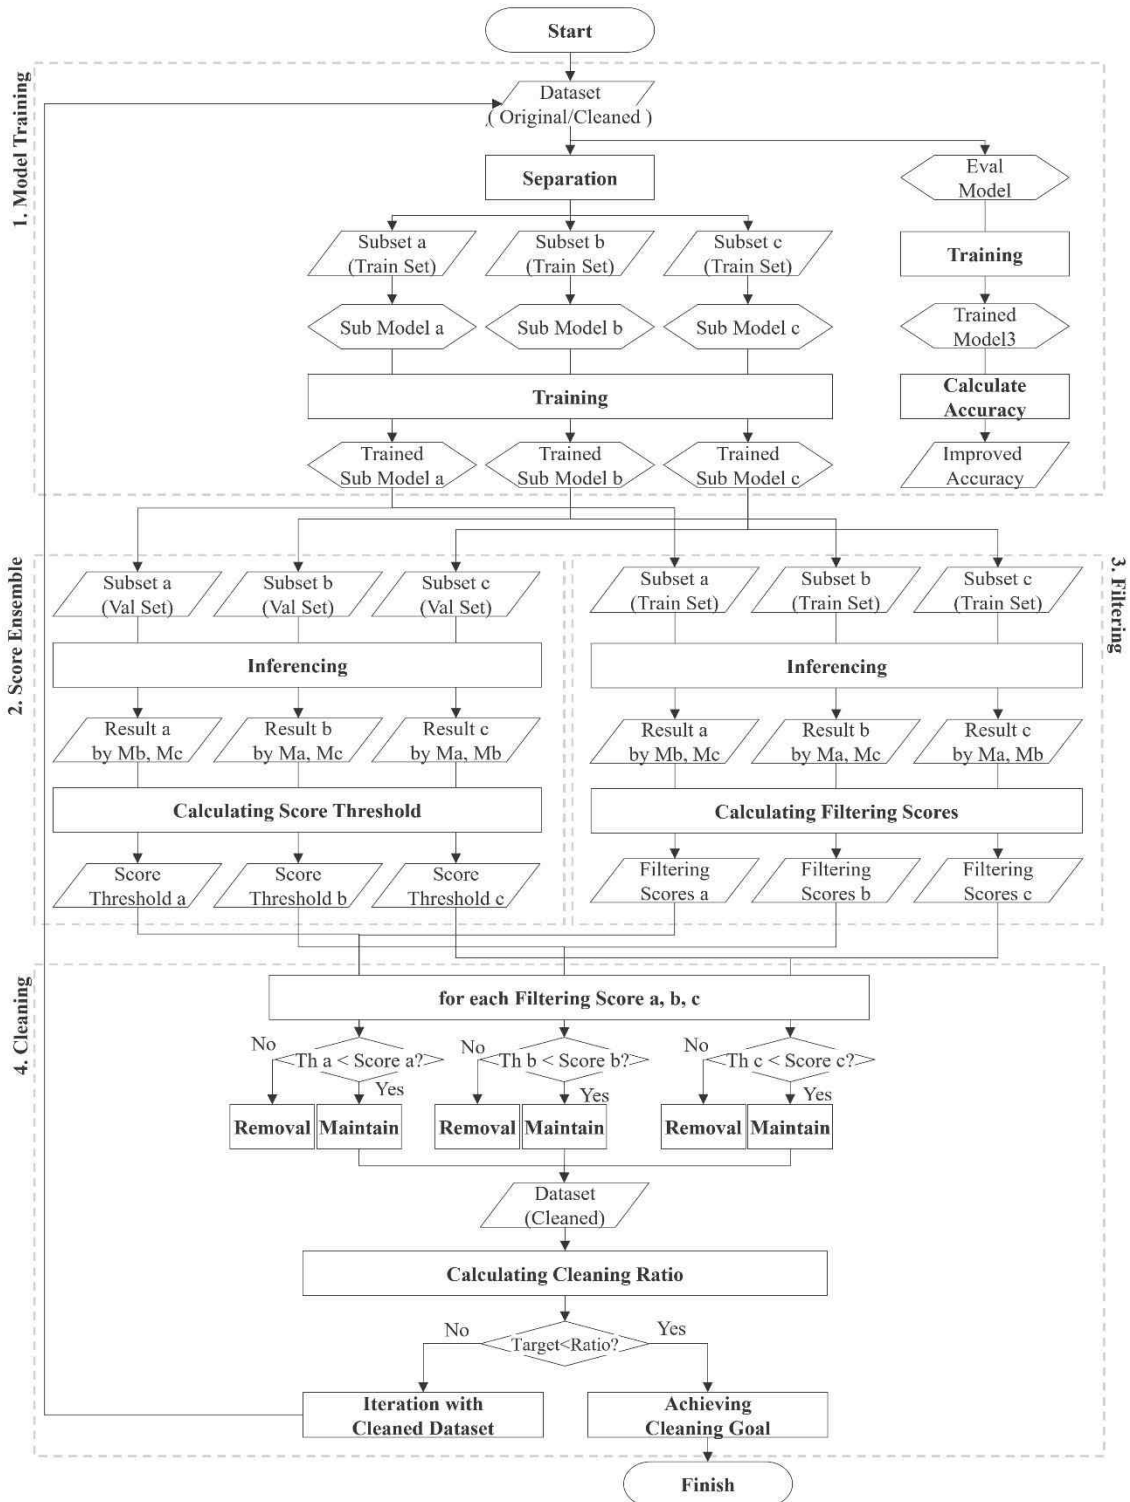 Start
1. Model Training
Dataset
( Original/Cleaned )
Separation
Eval
Model
Subset a
(Train Set)
Subset b
(Train Set)
Subset c
(Train Set)
Training
Sub Model a
Sub Model b
Sub Model c
Trained
Model3
Training
Calculate
Accuracy
Trained
Sub Model a
Trained
Sub Model b
Trained
Sub Model c
Improved
Accuracy
2. Score Ensemble
Subset a
(Val Set)
Subset b
(Val Set)
Subset c
(Val Set)
Inferencing
Result a
by Mb, Mc
Result b
by Ma, Mc
Result c
by Ma, Mb
Calculating Score Threshold
Score
Threshold a
Score
Threshold b
Score
Threshold c
3. Filtering
Subset a
(Train Set)
Subset b
(Train Set)
Subset c
(Train Set)
Inferencing
Result a
by Mb, Mc
Result b
by Ma, Mc
Result c
by Ma, Mb
Calculating Filtering Scores
Filtering
Scores a
Filtering
Scores b
Filtering
Scores c
4. Cleaning
for each Filtering Score a, b, c
No
Th a < Score a?
Yes
No
Th b < Score b?
Yes
No
Th c < Score c?
Yes
Removal
Maintain
Removal
Maintain
Removal
Maintain
Dataset
(Cleaned)
Calculating Cleaning Ratio
No
Target<Ratio?
Yes
Iteration with
Cleaned Dataset
Achieving
Cleaning Goal
Finish